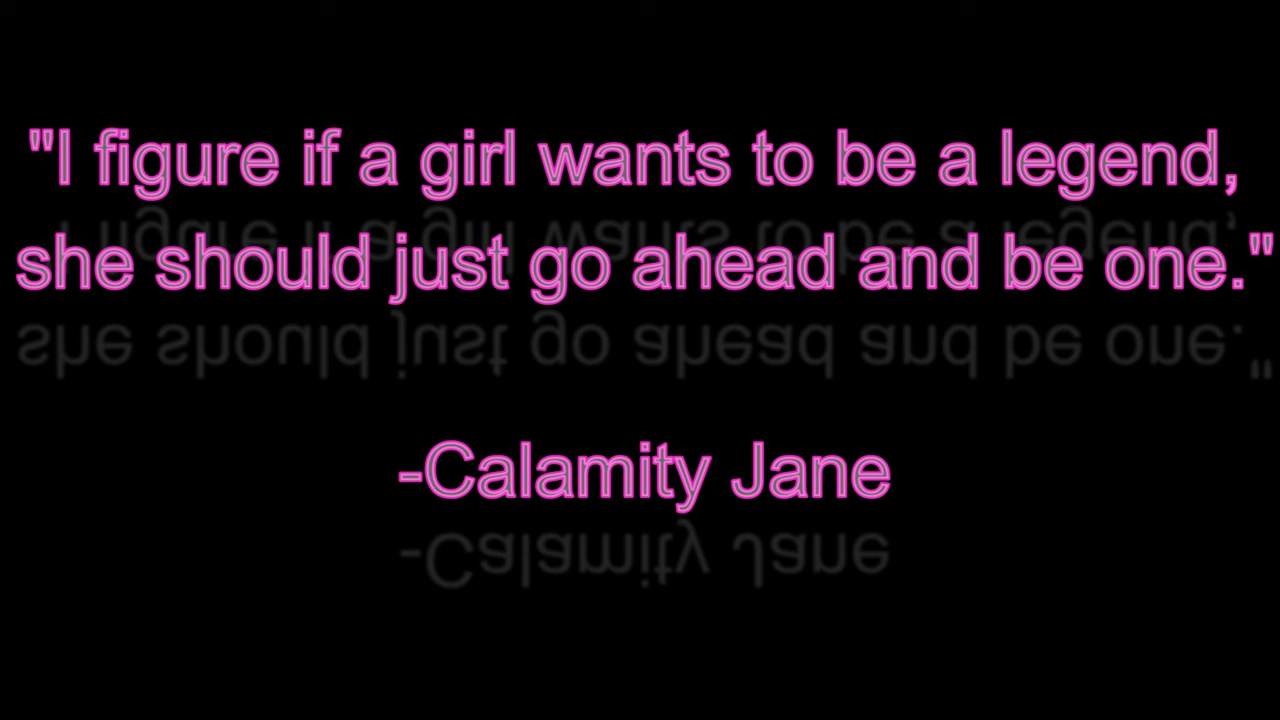 "I figure if a girl wants to be a legend,
she should just go ahead and be one."
-Calamity Jane